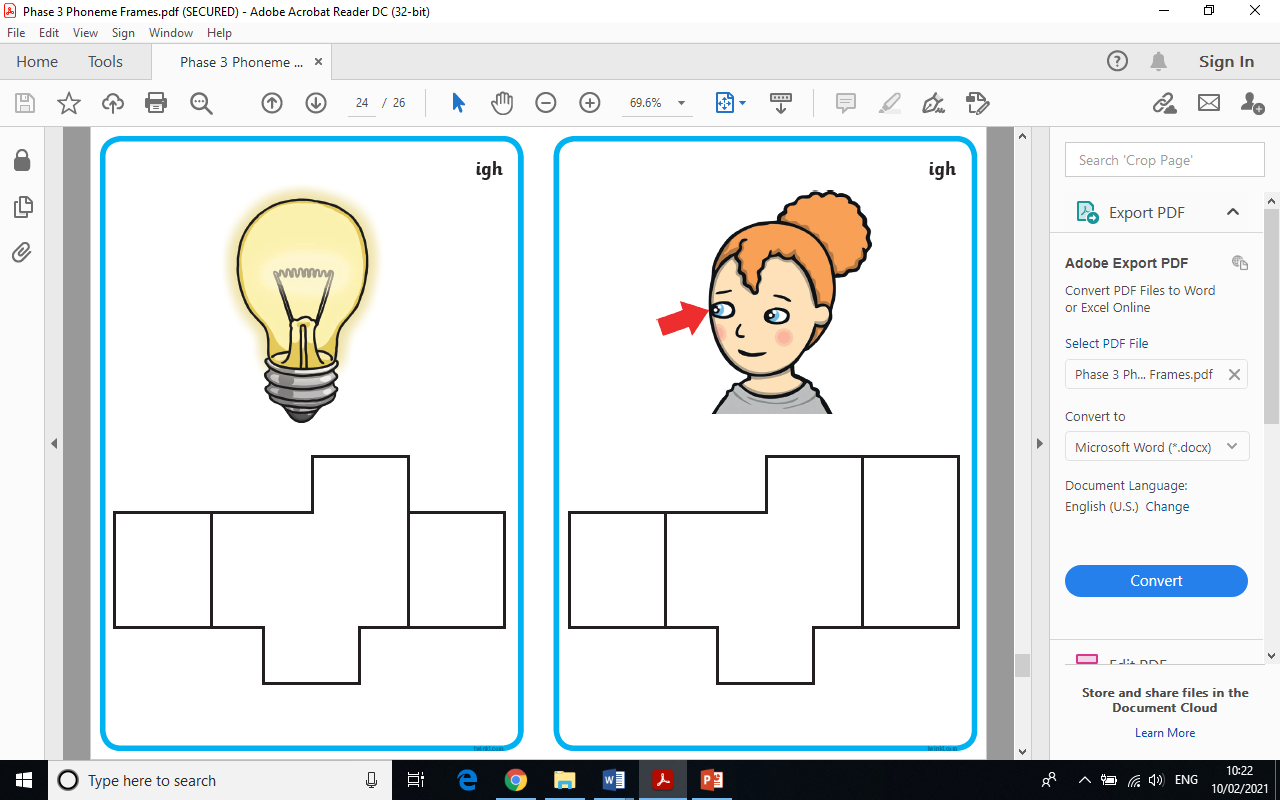 Phase 3 Phoneme Frames.pdf (SECURED) - Adobe Acrobat Reader DC (32-bit)
File Edit View Sign Window Help
Home Tools Phase 3 Phoneme ... Sign In
24 / 26 69.6%
igh
igh
Search 'Crop Page'
Export PDF
Adobe Export PDF
Convert PDF Files to Word
or Excel Online
Select PDF File
Phase 3 Ph... Frames.pdf
Convert to
Microsoft Word (*.docx)
Document Language:
English (U.S.) Change
Convert
Edit PDF
Store and share files in the
Document Cloud
Learn More
Type here to search
ENG
10:22
10/02/2021